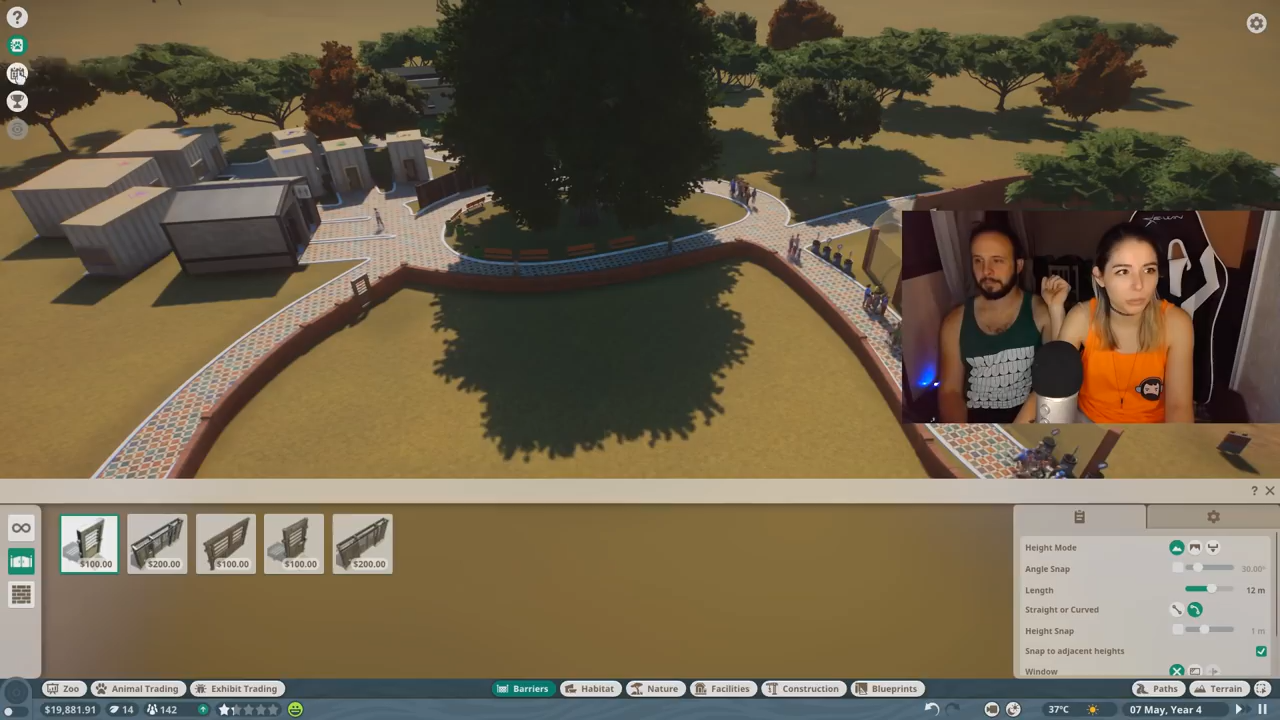 ?
$100.00
$200.00
$100.00
$100.00
$200.00
Height Mode
Angle Snap
30.00°
Length
12 m
Straight or Curved
Height Snap
1 m
Snap to adjacent heights
Window
Zoo
Animal Trading
Exhibit Trading
Barriers
Habitat
Nature
Facilities
Construction
Blueprints
Paths
Terrain
$19,881.91
14
142
37°C
07 May, Year 4